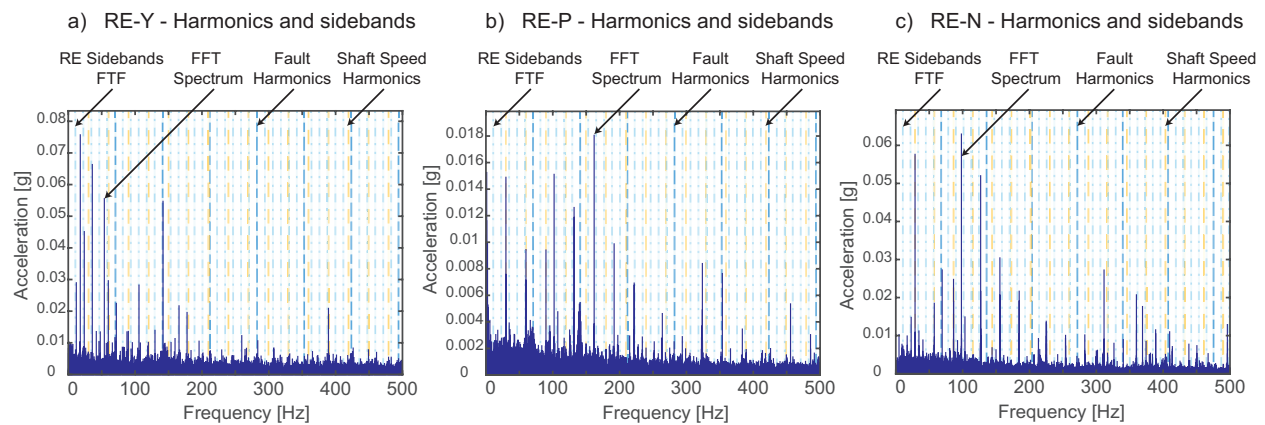 a) RE-Y - Harmonics and sidebands
RE Sidebands
FTF
FFT
Spectrum
Fault
Harmonics
Shaft Speed
Harmonics
0.08
0.07
0.06
0.05
0.04
0.03
0.02
0.01
0
Acceleration [g]
0 100 200 300 400 500
Frequency [Hz]
b) RE-P - Harmonics and sidebands
RE Sidebands
FTF
FFT
Spectrum
Fault
Harmonics
Shaft Speed
Harmonics
0.018
0.016
0.014
0.012
0.01
0.008
0.006
0.004
0.002
0
Acceleration [g]
0 100 200 300 400 500
Frequency [Hz]
c) RE-N - Harmonics and sidebands
RE Sidebands
FTF
FFT
Spectrum
Fault
Harmonics
Shaft Speed
Harmonics
0.06
0.05
0.04
0.03
0.02
0.01
0
Acceleration [g]
0 100 200 300 400 500
Frequency [Hz]